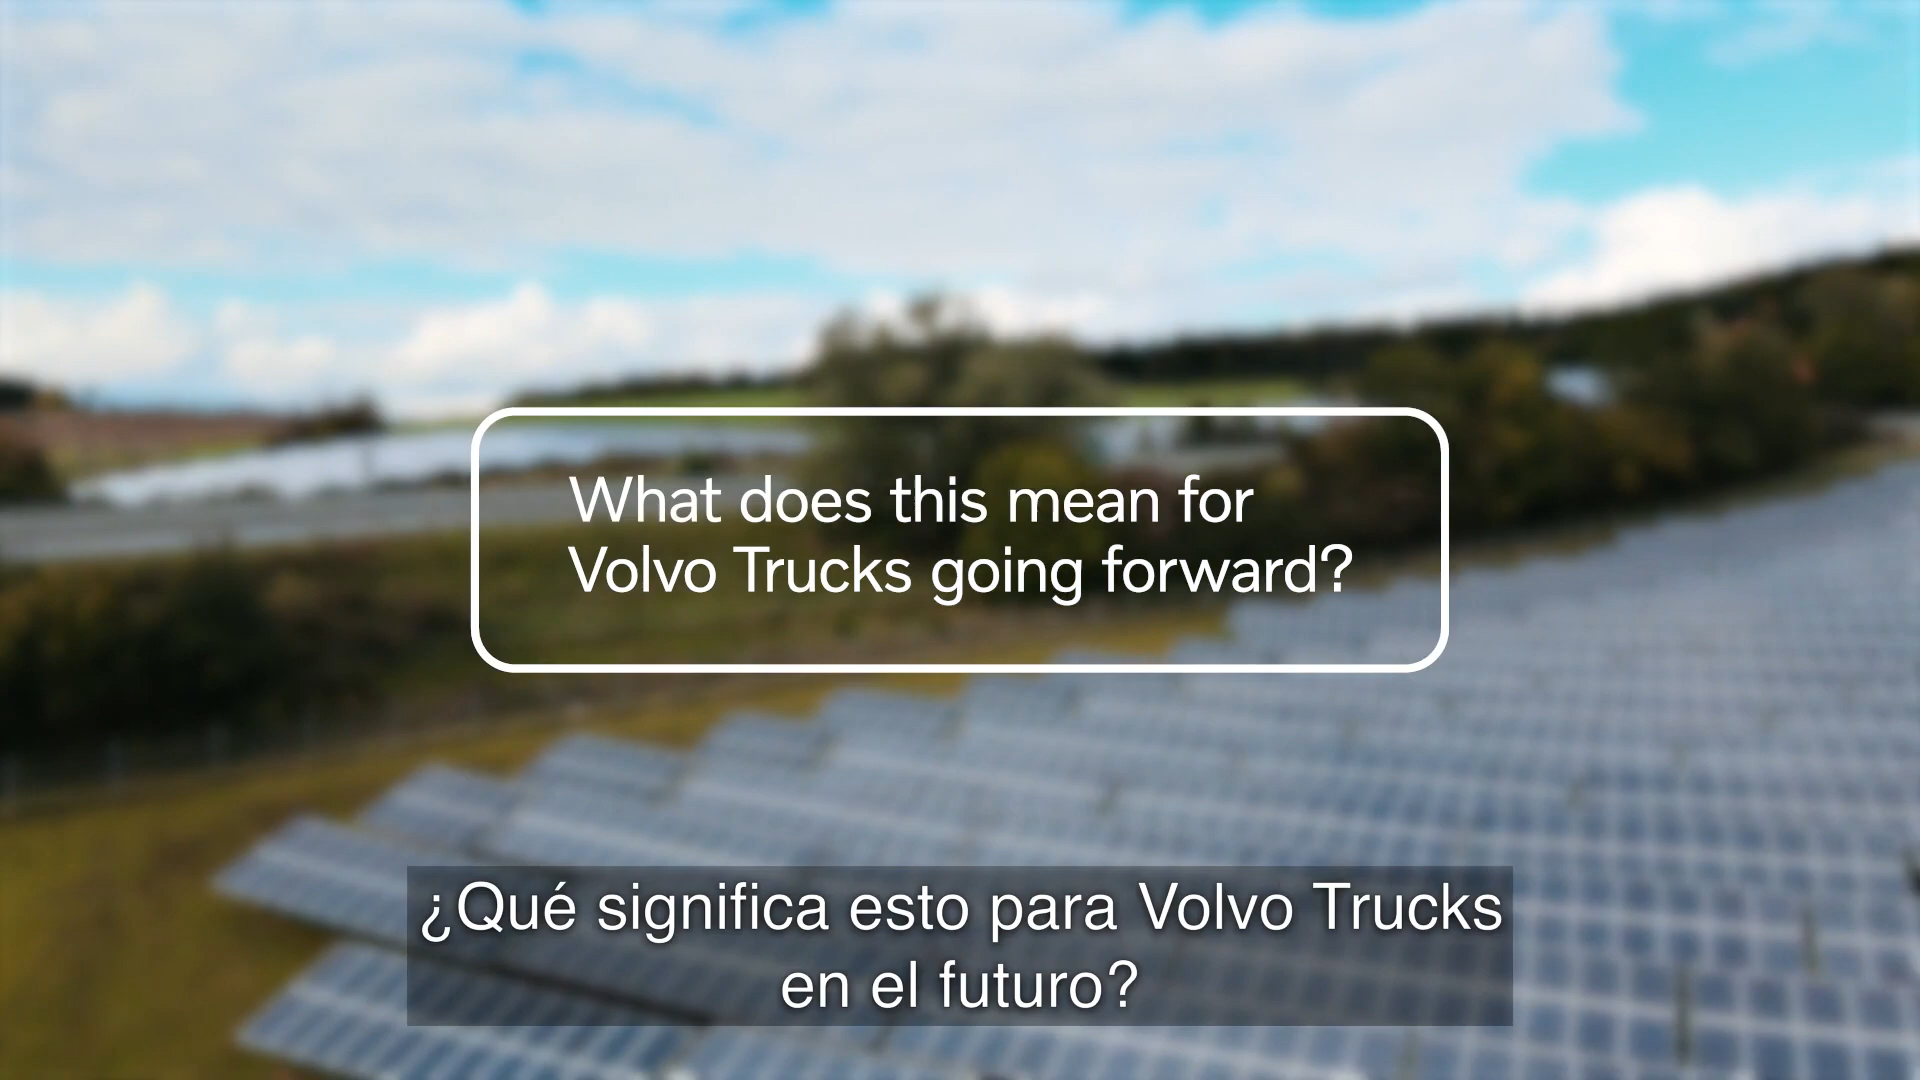 What does this mean for
Volvo Trucks going forward?
¿Qué significa esto para Volvo Trucks
en el futuro?